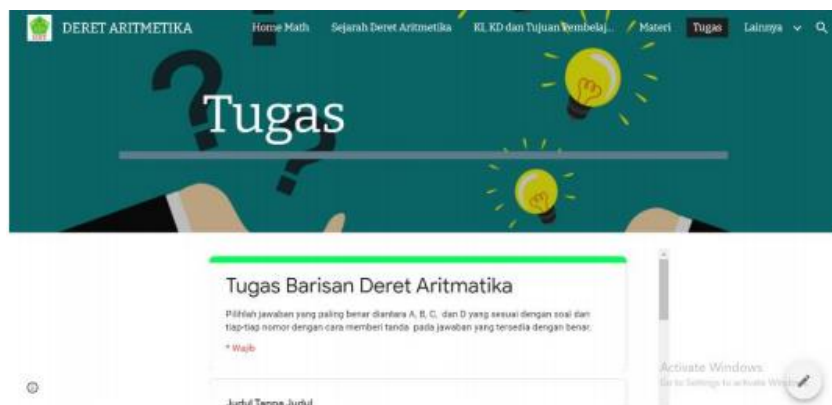 DERET ARITMETIKA
Home Math Sejarah Deret Aritmetika KI, KD dan Tujuan Pembelaj... Materi Tugas Lainnya
Tugas
Tugas Barisan Deret Aritmatika
Pilihlah jawaban yang paling benar diantara A, B, C, dan D yang sesuai dengan soal dari
tiap-tiap nomor dengan cara memberi tanda pada jawaban yang tersedia dengan benar.
* Wajib
Activate Windows
Go to Settings to activate Windows.
Judul Tanpa Judul